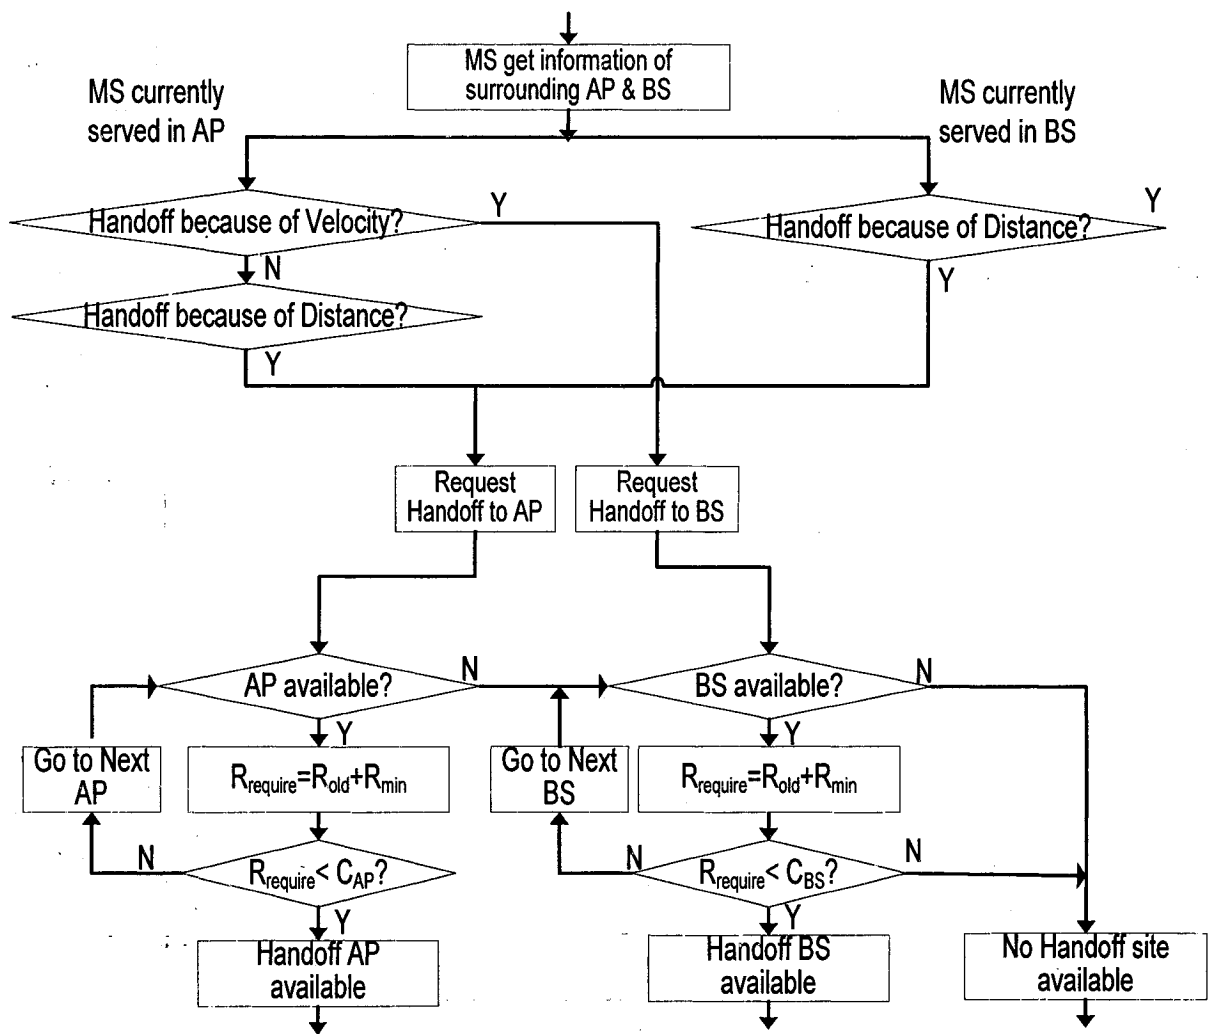 MS get information of
surrounding AP & BS
MS currently
served in AP
MS currently
served in BS
Handoff because of Velocity?
Y
Handoff because of Distance?
Y
N
Y
Handoff because of Distance?
Y
Request
Handoff to AP
Request
Handoff to BS
AP available?
N
BS available?
N
Y
Y
Go to Next
AP
Rrequire=Rold+Rmin
Go to Next
BS
Rrequire=Rold+Rmin
N
Rrequire< CAP?
N
Rrequire< CBS?
N
Y
Y
Handoff AP
available
Handoff BS
available
No Handoff site
available